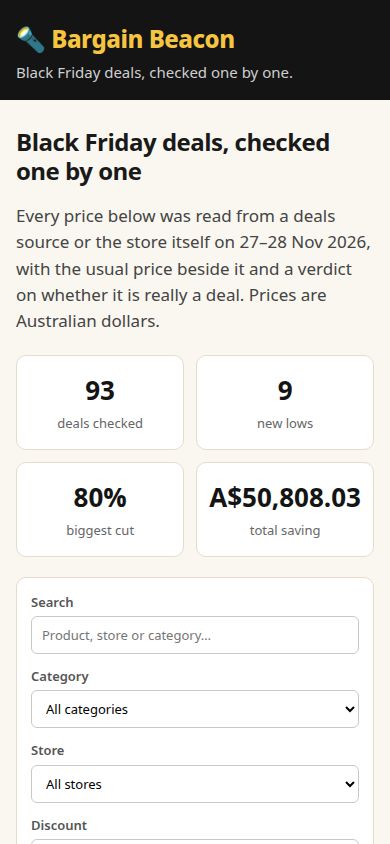 Bargain Beacon
Black Friday deals, checked one by one.
Black Friday deals, checked
one by one
Every price below was read from a deals
source or the store itself on 27–28 Nov 2026,
with the usual price beside it and a verdict
on whether it is really a deal. Prices are
Australian dollars.
93
deals checked
9
new lows
80%
biggest cut
A$50,808.03
total saving
Search
Product, store or category...
Category
All categories
Store
All stores
Discount